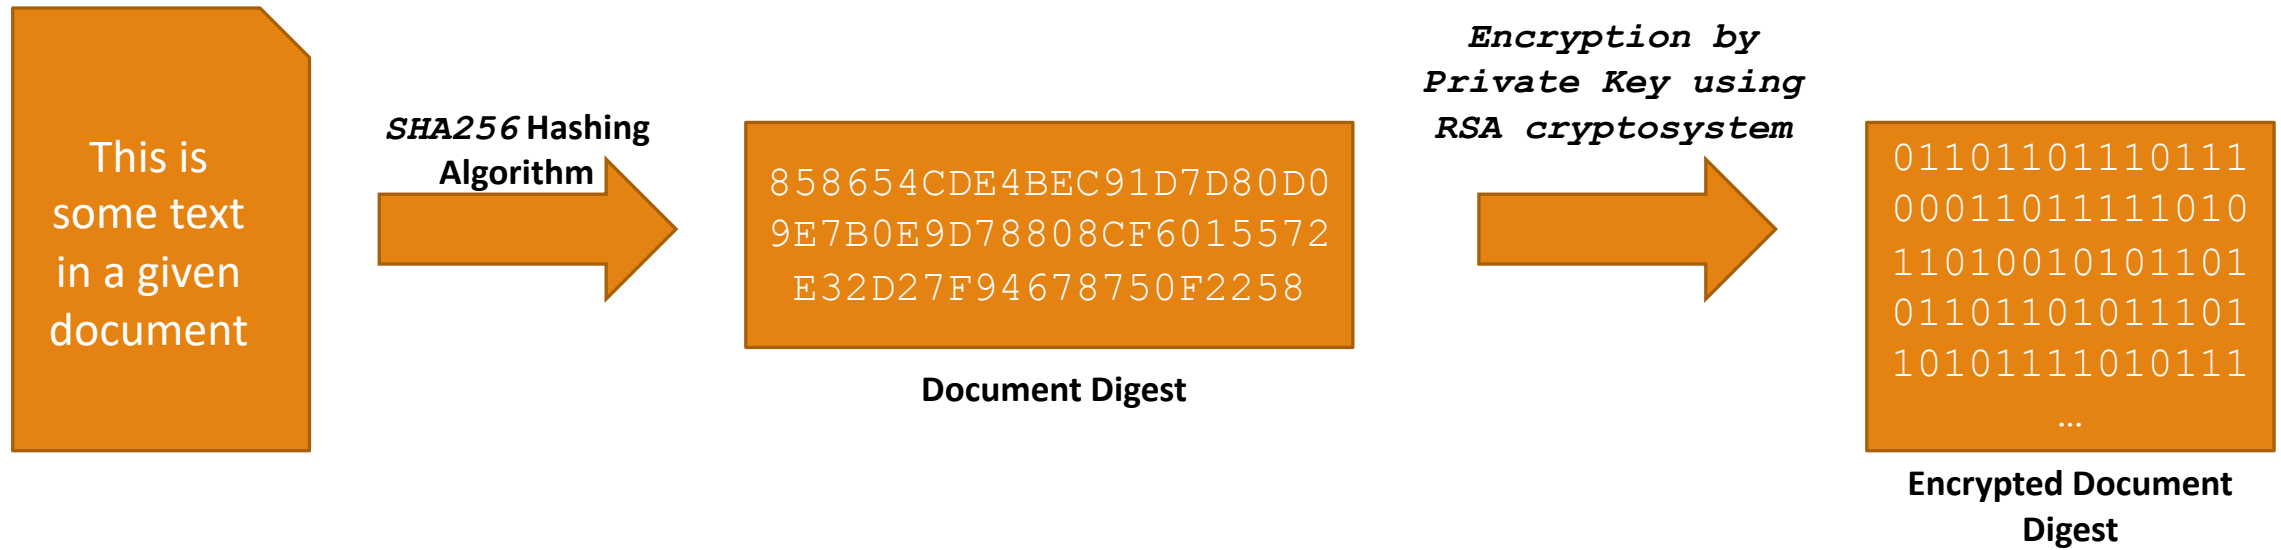 This is
some text
in a given
document
SHA256 Hashing
Algorithm
858654CDE4BEC91D7D80D0
9E7B0E9D78808CF6015572
E32D27F94678750F2258
Document Digest
Encryption by
Private Key using
RSA cryptosystem
01101101110111
00011011111010
11010010101101
01101101011101
10101111010111
…
Encrypted Document
Digest